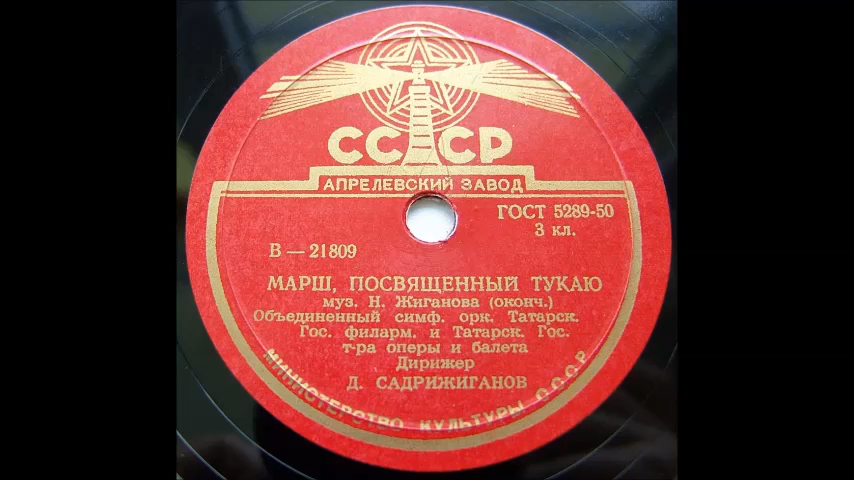 СССР
АПРЕЛЕВСКИЙ ЗАВОД
ГОСТ 5289-50
3 кл.
В — 21809
МАРШ, ПОСВЯЩЕННЫЙ ТУКАЮ
муз. Н. Жиганова (оконч.)
Объединенный симф. орк. Татарск.
Гос. филарм. и Татарск. Гос.
т-ра оперы и балета
Дирижер
Д. САДРИЖИГАНОВ
МИНИСТЕРСТВО КУЛЬТУРЫ СССР